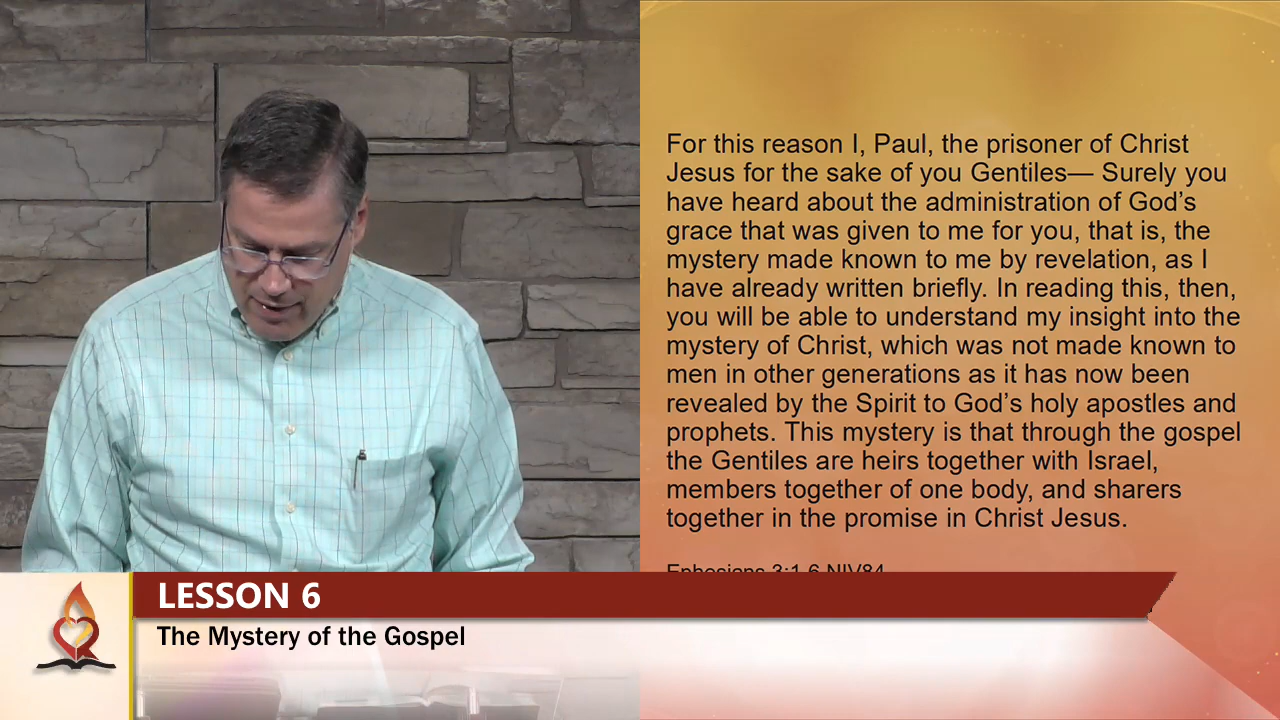 For this reason I, Paul, the prisoner of Christ
Jesus for the sake of you Gentiles— Surely you
have heard about the administration of God’s
grace that was given to me for you, that is, the
mystery made known to me by revelation, as I
have already written briefly. In reading this, then,
you will be able to understand my insight into the
mystery of Christ, which was not made known to
men in other generations as it has now been
revealed by the Spirit to God’s holy apostles and
prophets. This mystery is that through the gospel
the Gentiles are heirs together with Israel,
members together of one body, and sharers
together in the promise in Christ Jesus.
Ephesians 3:1-6 NIV84
LESSON 6
The Mystery of the Gospel